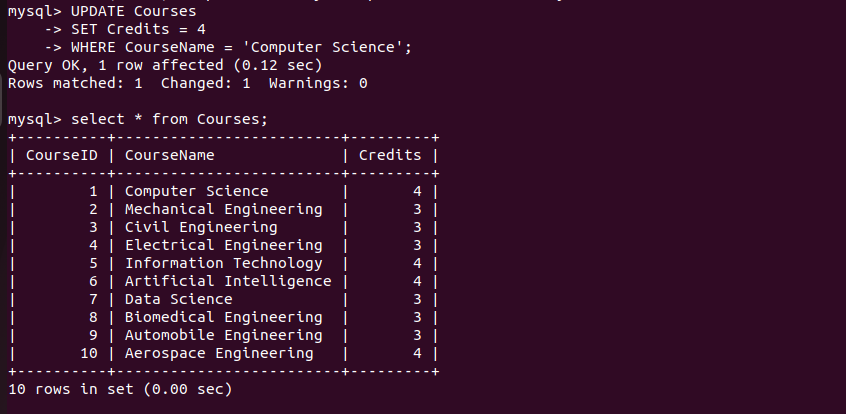 mysql> UPDATE Courses
    -> SET Credits = 4
    -> WHERE CourseName = 'Computer Science';
Query OK, 1 row affected (0.12 sec)
Rows matched: 1  Changed: 1  Warnings: 0

mysql> select * from Courses;
+----------+-------------------------+---------+
| CourseID | CourseName              | Credits |
+----------+-------------------------+---------+
|        1 | Computer Science        |       4 |
|        2 | Mechanical Engineering  |       3 |
|        3 | Civil Engineering       |       3 |
|        4 | Electrical Engineering  |       3 |
|        5 | Information Technology  |       4 |
|        6 | Artificial Intelligence |       4 |
|        7 | Data Science            |       3 |
|        8 | Biomedical Engineering  |       3 |
|        9 | Automobile Engineering  |       3 |
|       10 | Aerospace Engineering   |       4 |
+----------+-------------------------+---------+
10 rows in set (0.00 sec)